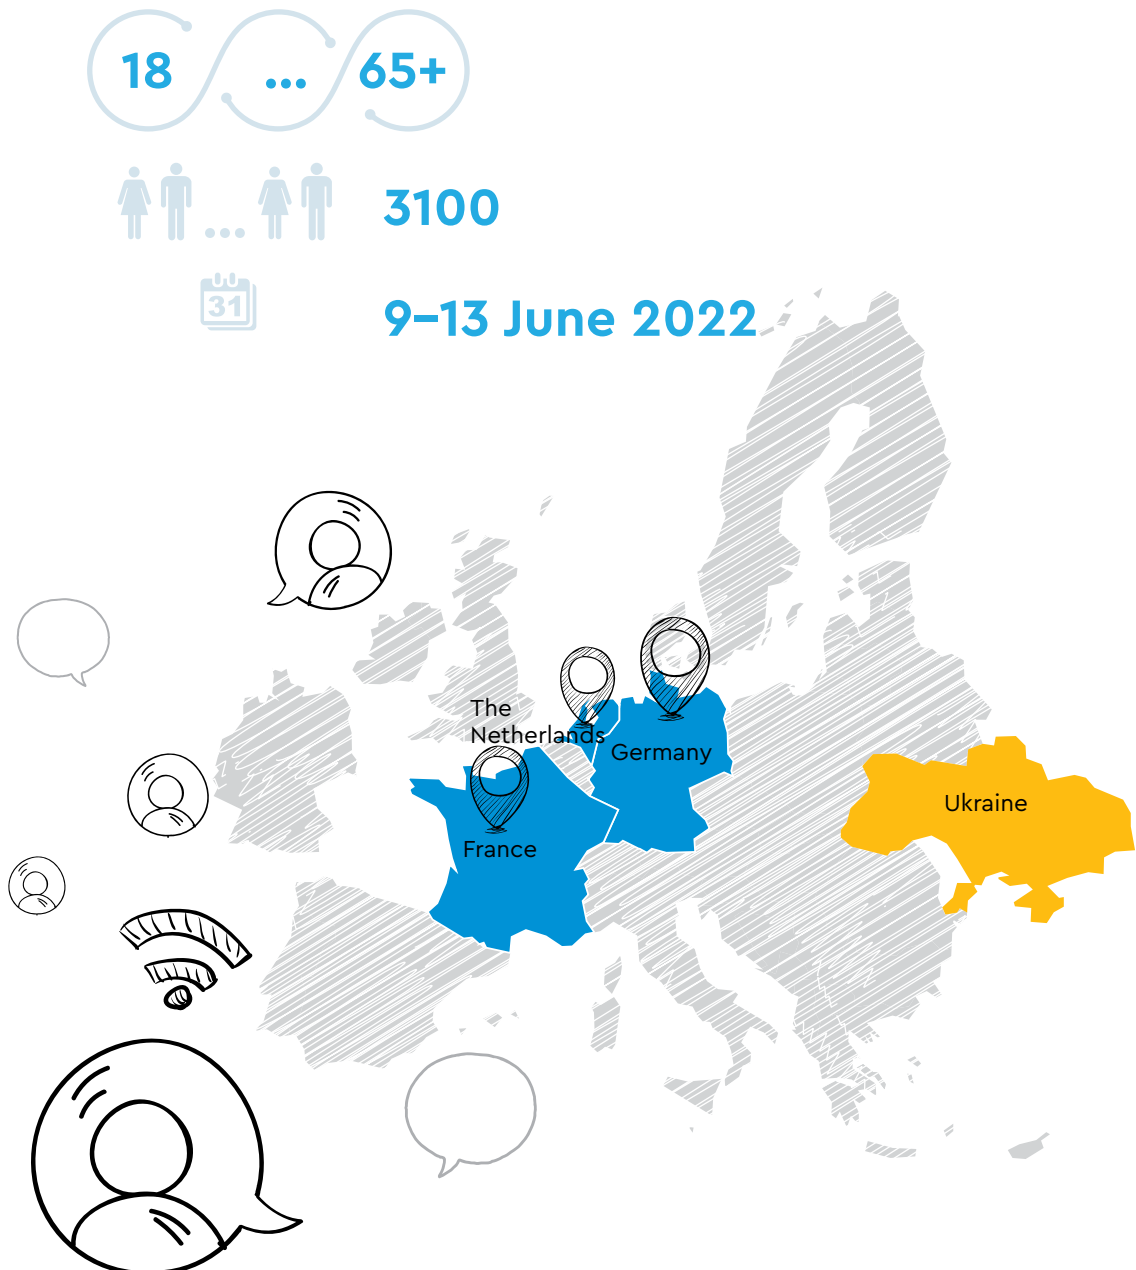 18 ... 65+
3100
31
9–13 June 2022
The
Netherlands
Germany
Ukraine
France